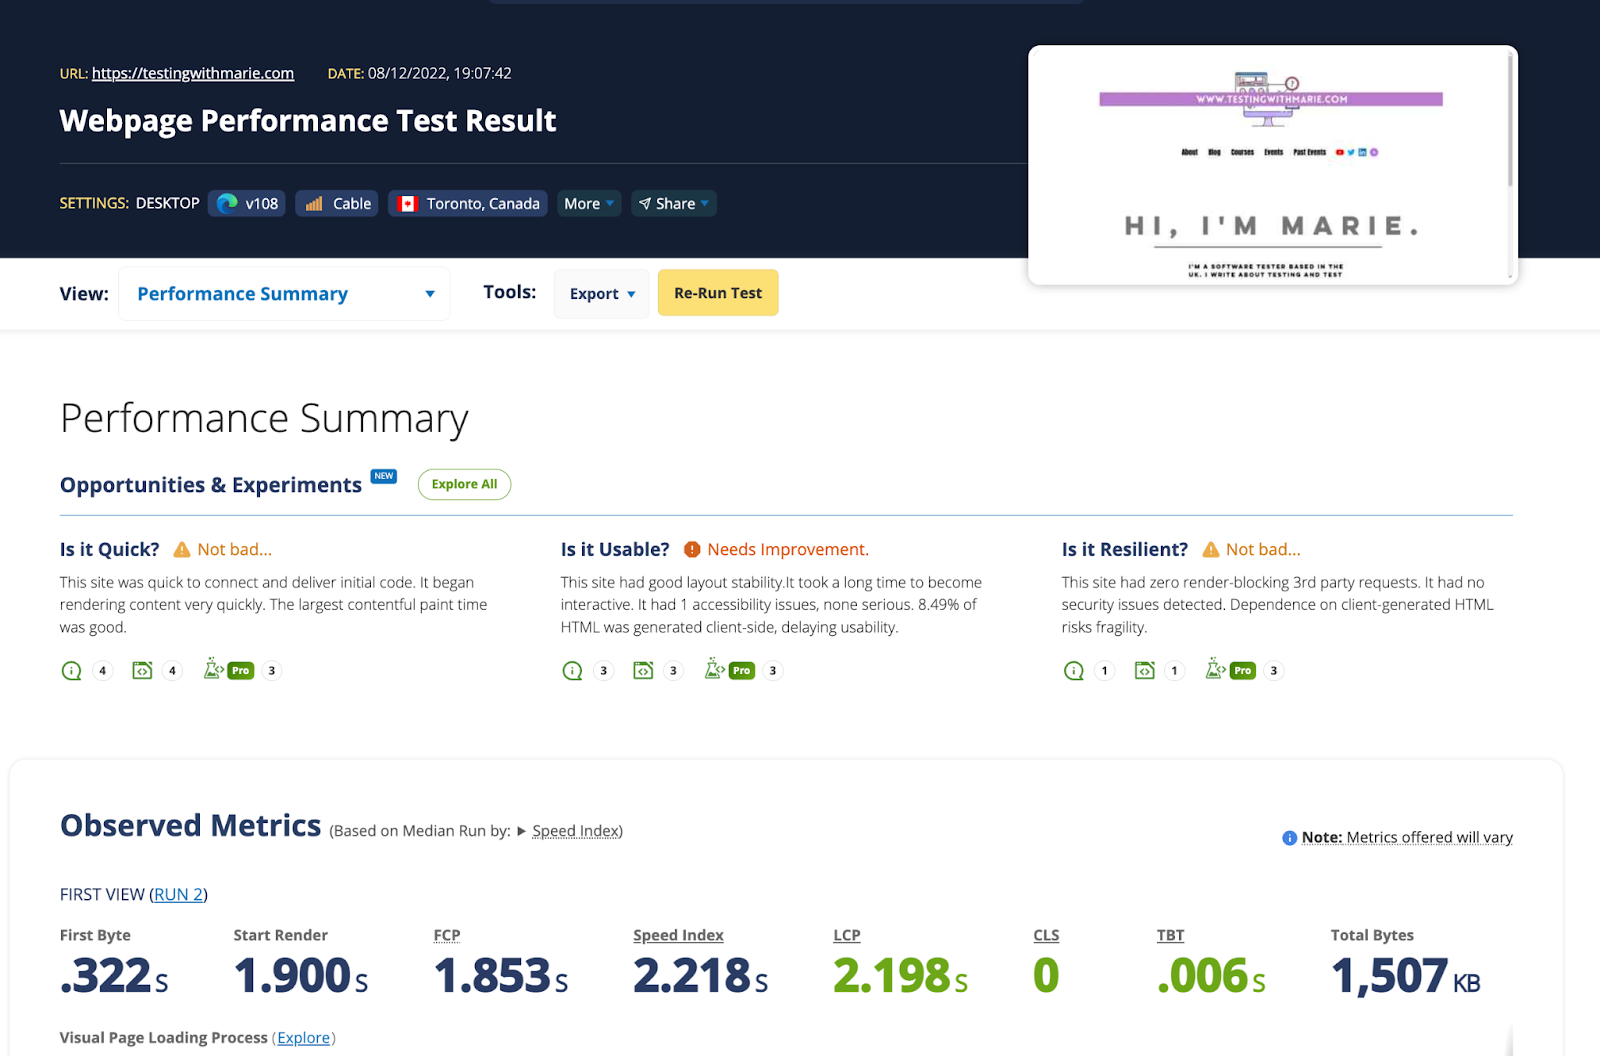 URL: https://testingwithmarie.com DATE: 08/12/2022, 19:07:42
Webpage Performance Test Result
SETTINGS: DESKTOP v108 Cable Toronto, Canada More Share
WWW.TESTINGWITHMARIE.COM
About Blog Courses Events Past Events
HI, I'M MARIE.
I'M A SOFTWARE TESTER BASED IN THE
UK. I WRITE ABOUT TESTING AND TEST
View: Performance Summary Tools: Export Re-Run Test
Performance Summary
Opportunities & Experiments NEW Explore All
Is it Quick? Not bad...
This site was quick to connect and deliver initial code. It began
rendering content very quickly. The largest contentful paint time
was good.
4 4 Pro 3
Is it Usable? Needs Improvement.
This site had good layout stability.It took a long time to become
interactive. It had 1 accessibility issues, none serious. 8.49% of
HTML was generated client-side, delaying usability.
3 3 Pro 3
Is it Resilient? Not bad...
This site had zero render-blocking 3rd party requests. It had no
security issues detected. Dependence on client-generated HTML
risks fragility.
1 1 Pro 3
Observed Metrics (Based on Median Run by: ▶ Speed Index)
Note: Metrics offered will vary
FIRST VIEW (RUN 2)
First Byte Start Render FCP Speed Index LCP CLS TBT Total Bytes
.322 S 1.900 S 1.853 S 2.218 S 2.198 S 0 .006 S 1,507 KB
Visual Page Loading Process (Explore)